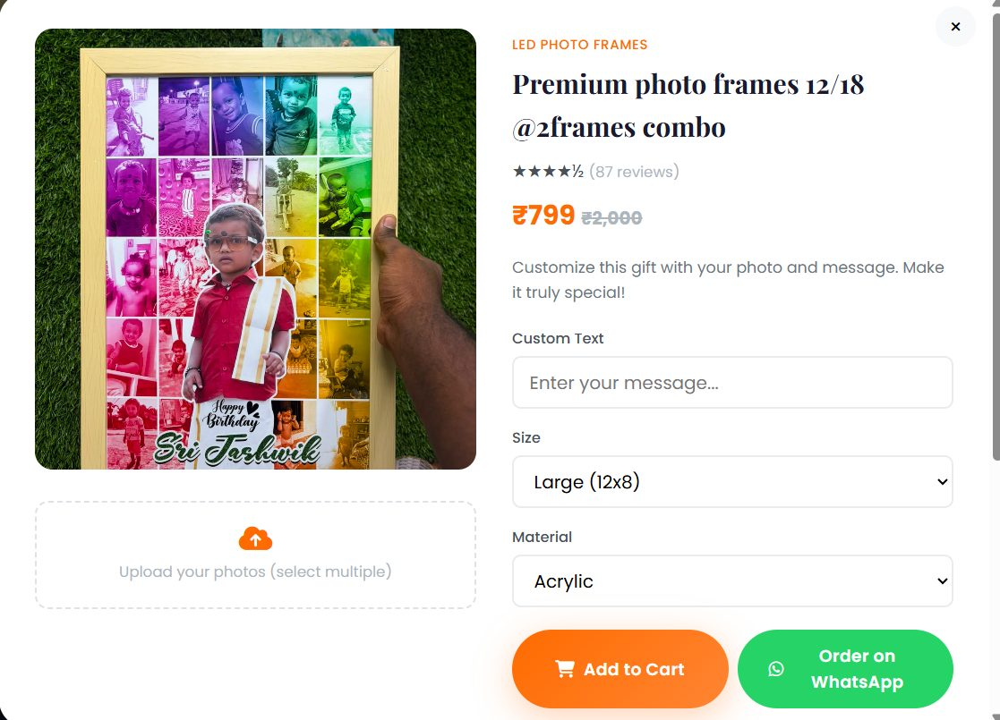 Happy
Birthday
Sri Jashwik
Upload your photos (select multiple)
×
LED PHOTO FRAMES
Premium photo frames 12/18
@2frames combo
★★★★½ (87 reviews)
₹799 ₹2,000
Customize this gift with your photo and message. Make
it truly special!
Custom Text
Enter your message...
Size
Large (12x8)
Material
Acrylic
Add to Cart
Order on
WhatsApp